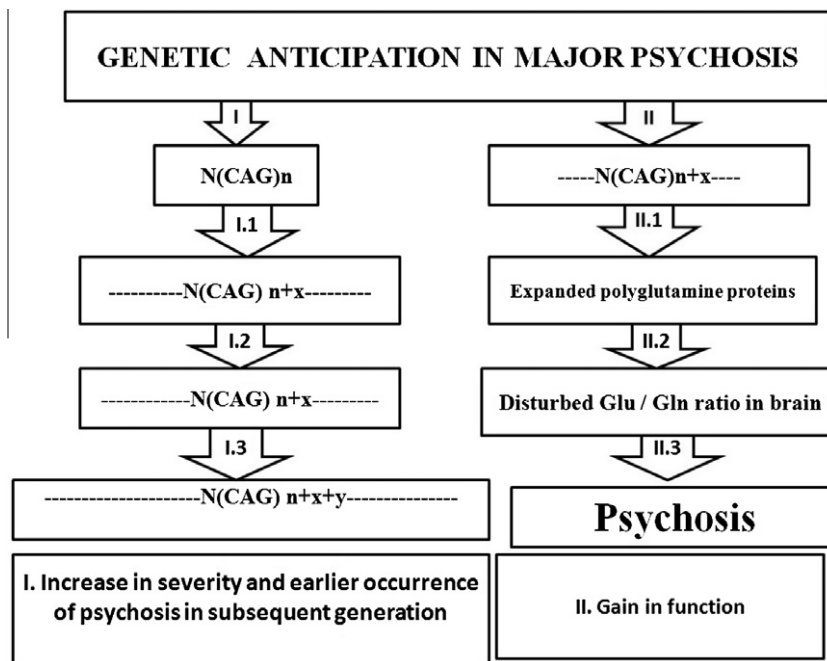 GENETIC ANTICIPATION IN MAJOR PSYCHOSIS
I
II
N(CAG)n
-----N(CAG)n+x----
I.1
II.1
----------N(CAG) n+x---------
Expanded polyglutamine proteins
I.2
II.2
------------N(CAG) n+x---------
Disturbed Glu / Gln ratio in brain
I.3
II.3
---------------------N(CAG) n+x+y---------------
Psychosis
I. Increase in severity and earlier occurrence
of psychosis in subsequent generation
II. Gain in function